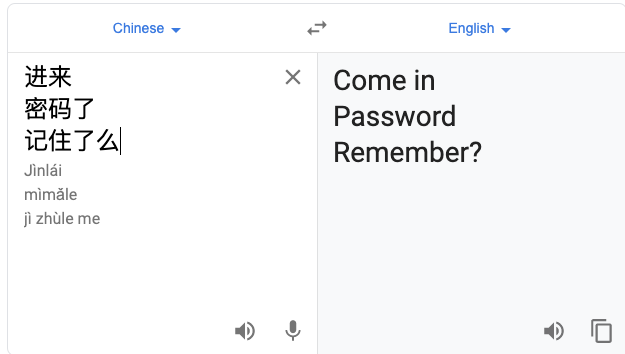 Chinese English
进来
密码了
记住了么
Jìnlái
mìmǎle
jì zhùle me
Come in
Password
Remember?